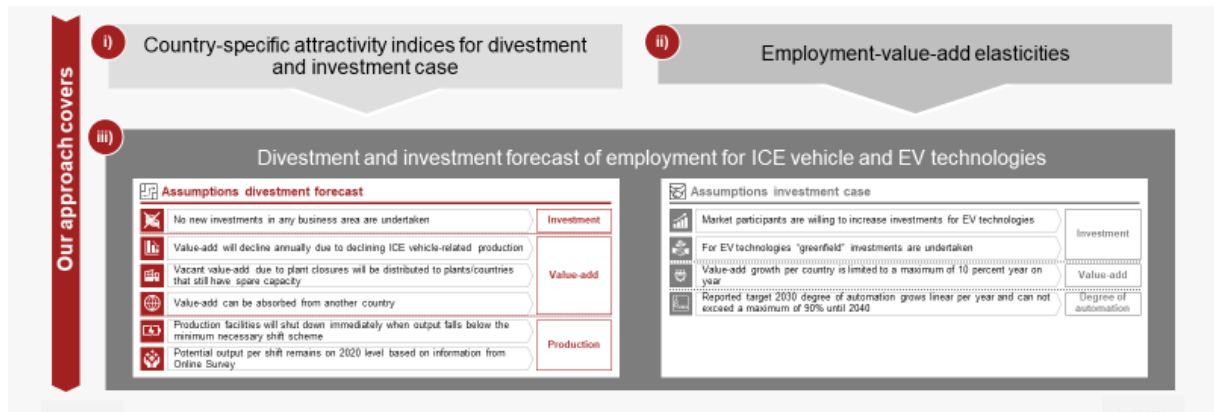 Our approach covers
i)
Country-specific attractivity indices for divestment
and investment case
ii)
Employment-value-add elasticities
iii)
Divestment and investment forecast of employment for ICE vehicle and EV technologies
Assumptions divestment forecast
No new investments in any business area are undertaken
Investment
Value-add will decline annually due to declining ICE vehicle-related production
Vacant value-add due to plant closures will be distributed to plants/countries
that still have spare capacity
Value-add
Value-add can be absorbed from another country
Production facilities will shut down immediately when output falls below the
minimum necessary shift scheme
Production
Potential output per shift remains on 2020 level based on information from
Online Survey
Assumptions investment case
Market participants are willing to increase investments for EV technologies
Investment
For EV technologies "greenfield" investments are undertaken
Value-add growth per country is limited to a maximum of 10 percent year on
year
Value-add
Reported target 2030 degree of automation grows linear per year and can not
exceed a maximum of 90% until 2040
Degree of
automation